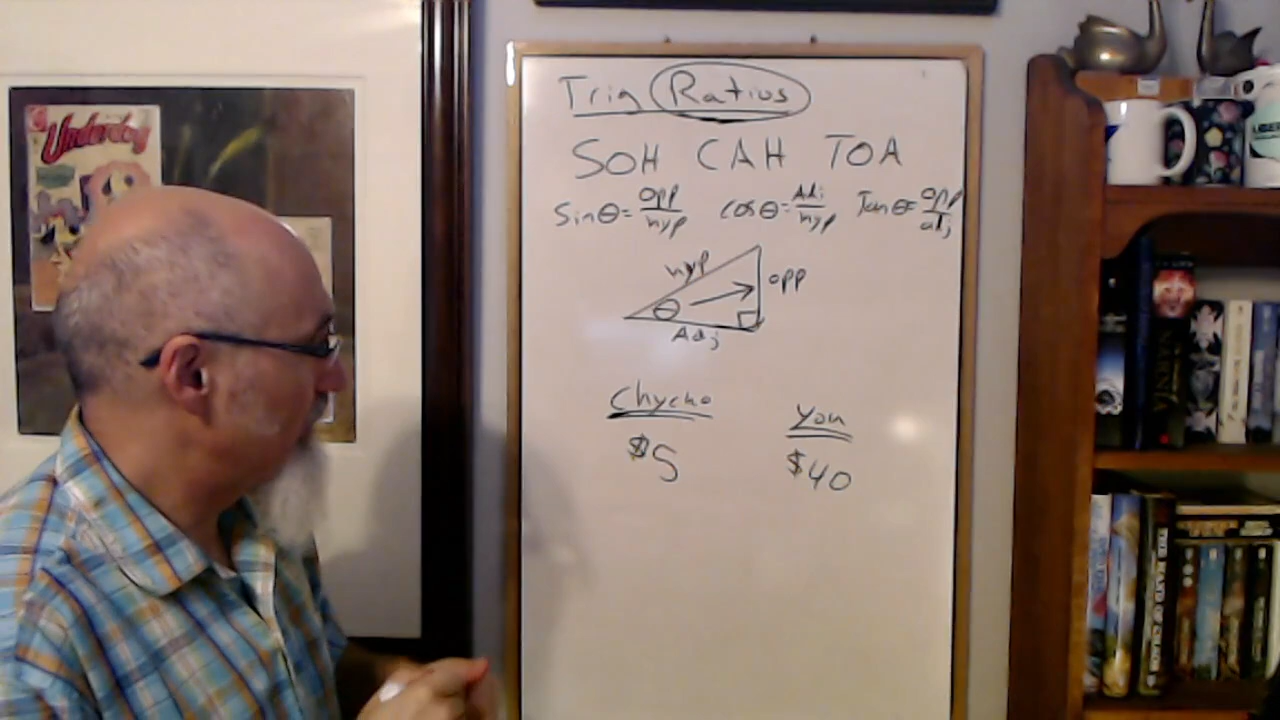 Underdog
Trig Ratios
SOH CAH TOA
Sinθ = opp/hyp cosθ = Adj/hyp Tanθ = opp/adj
hyp
opp
θ
Adj
Chycho You
$5 $40